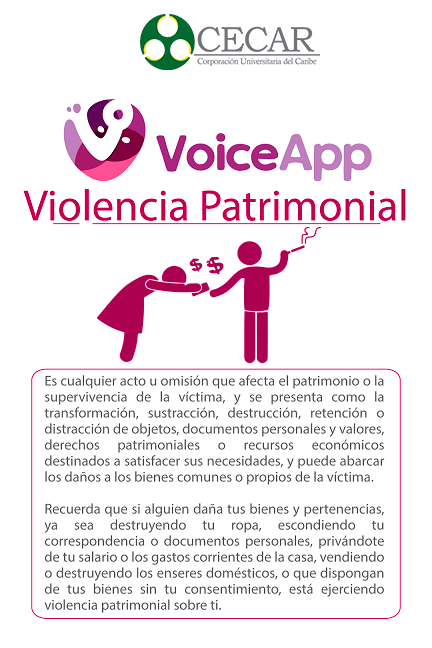 CECAR
Corporación Universitaria del Caribe
VoiceApp
Violencia Patrimonial
$$
Es cualquier acto u omisión que afecta el patrimonio o la
supervivencia de la víctima, y se presenta como la
transformación, sustracción, destrucción, retención o
distracción de objetos, documentos personales y valores,
derechos patrimoniales o recursos económicos
destinados a satisfacer sus necesidades, y puede abarcar
los daños a los bienes comunes o propios de la víctima.
Recuerda que si alguien daña tus bienes y pertenencias,
ya sea destruyendo tu ropa, escondiendo tu
correspondencia o documentos personales, privándote
de tu salario o los gastos corrientes de la casa, vendiendo
o destruyendo los enseres domésticos, o que dispongan
de tus bienes sin tu consentimiento, está ejerciendo
violencia patrimonial sobre ti.